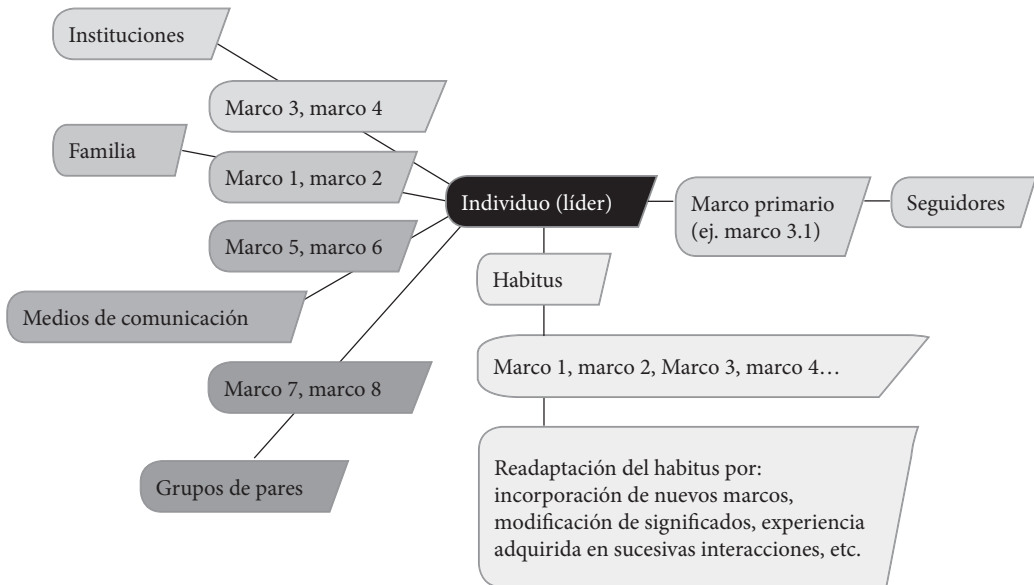 Instituciones
Marco 3, marco 4
Familia
Marco 1, marco 2
Marco 5, marco 6
Medios de comunicación
Marco 7, marco 8
Grupos de pares
Individuo (líder)
Marco primario
(ej. marco 3.1)
Seguidores
Habitus
Marco 1, marco 2, Marco 3, marco 4…
Readaptación del habitus por:
incorporación de nuevos marcos,
modificación de significados, experiencia
adquirida en sucesivas interacciones, etc.